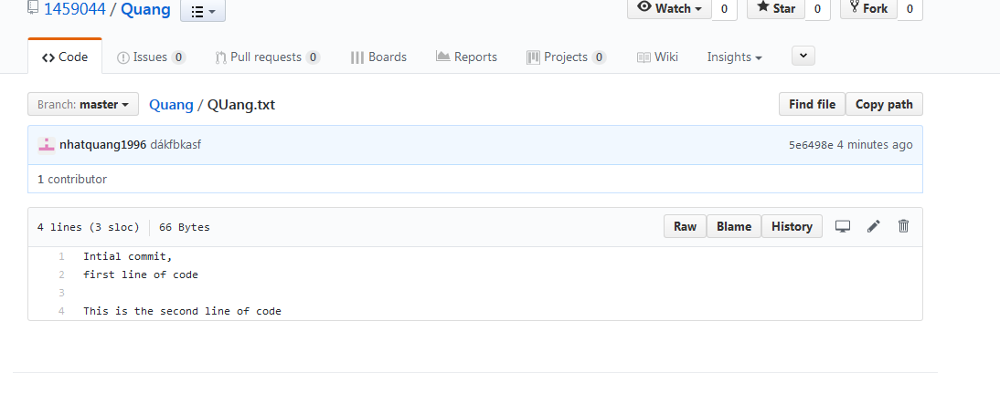 1459044 / Quang
Watch 0 Star 0 Fork 0
Code Issues 0 Pull requests 0 Boards Reports Projects 0 Wiki Insights
Branch: master Quang / QUang.txt Find file Copy path
nhatquang1996 dákfbkasf 5e6498e 4 minutes ago
1 contributor
4 lines (3 sloc) 66 Bytes Raw Blame History
1 Intial commit,
2 first line of code
3
4 This is the second line of code